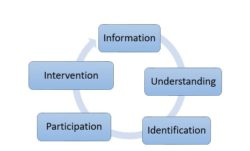 Information
Understanding
Identification
Participation
Intervention